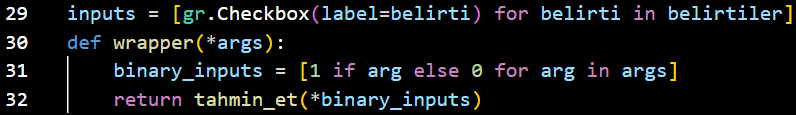 29 inputs = [gr.Checkbox(label=belirti) for belirti in belirtiler]
30 def wrapper(*args):
31     binary_inputs = [1 if arg else 0 for arg in args]
32     return tahmin_et(*binary_inputs)